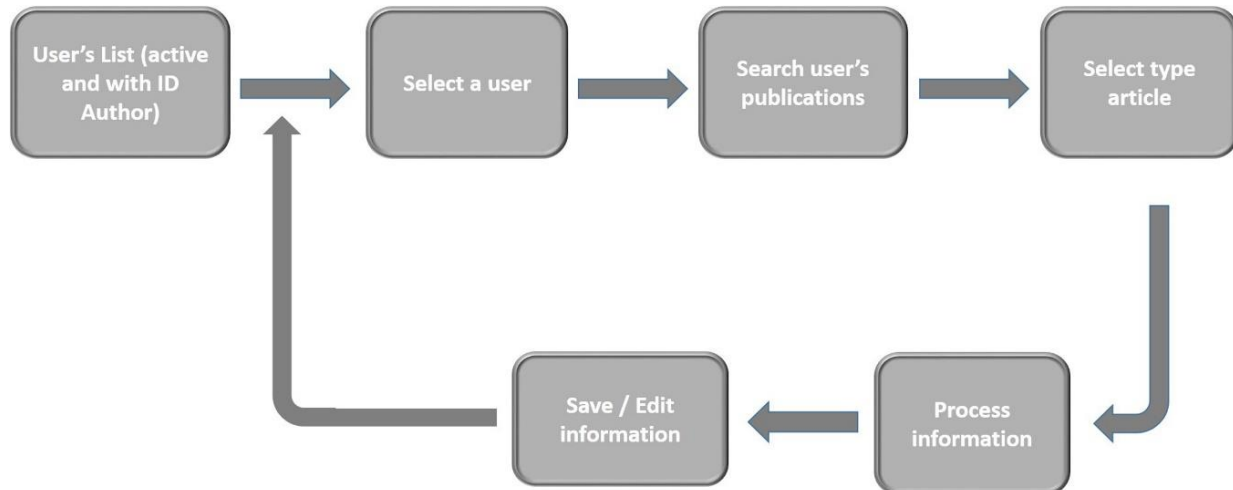 User’s List (active
and with ID
Author)
Select a user
Search user’s
publications
Select type
article
Save / Edit
information
Process
information